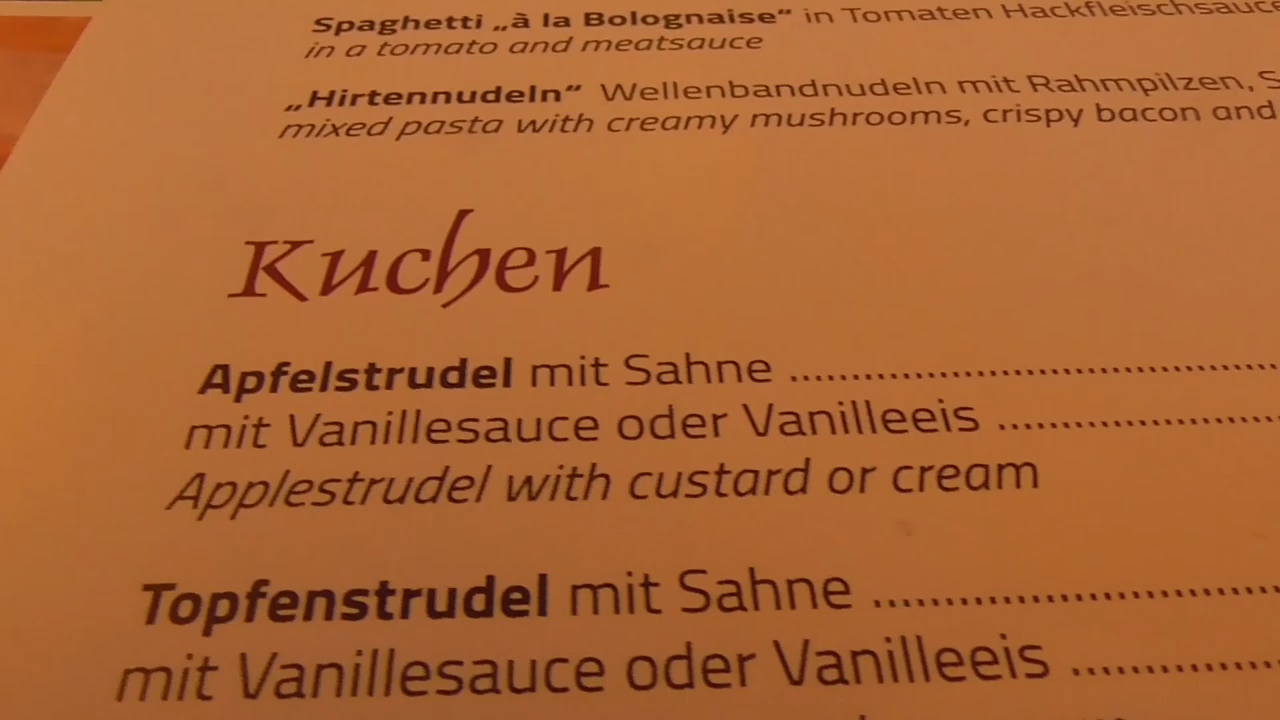 Spaghetti „à la Bolognaise“ in Tomaten Hackfleischsauce
in a tomato and meatsauce
„Hirtennudeln“ Wellenbandnudeln mit Rahmpilzen,
mixed pasta with creamy mushrooms, crispy bacon and
Kuchen
Apfelstrudel mit Sahne ........................................
mit Vanillesauce oder Vanilleeis ........................
Applestrudel with custard or cream
Topfenstrudel mit Sahne ..................................
mit Vanillesauce oder Vanilleeis .................